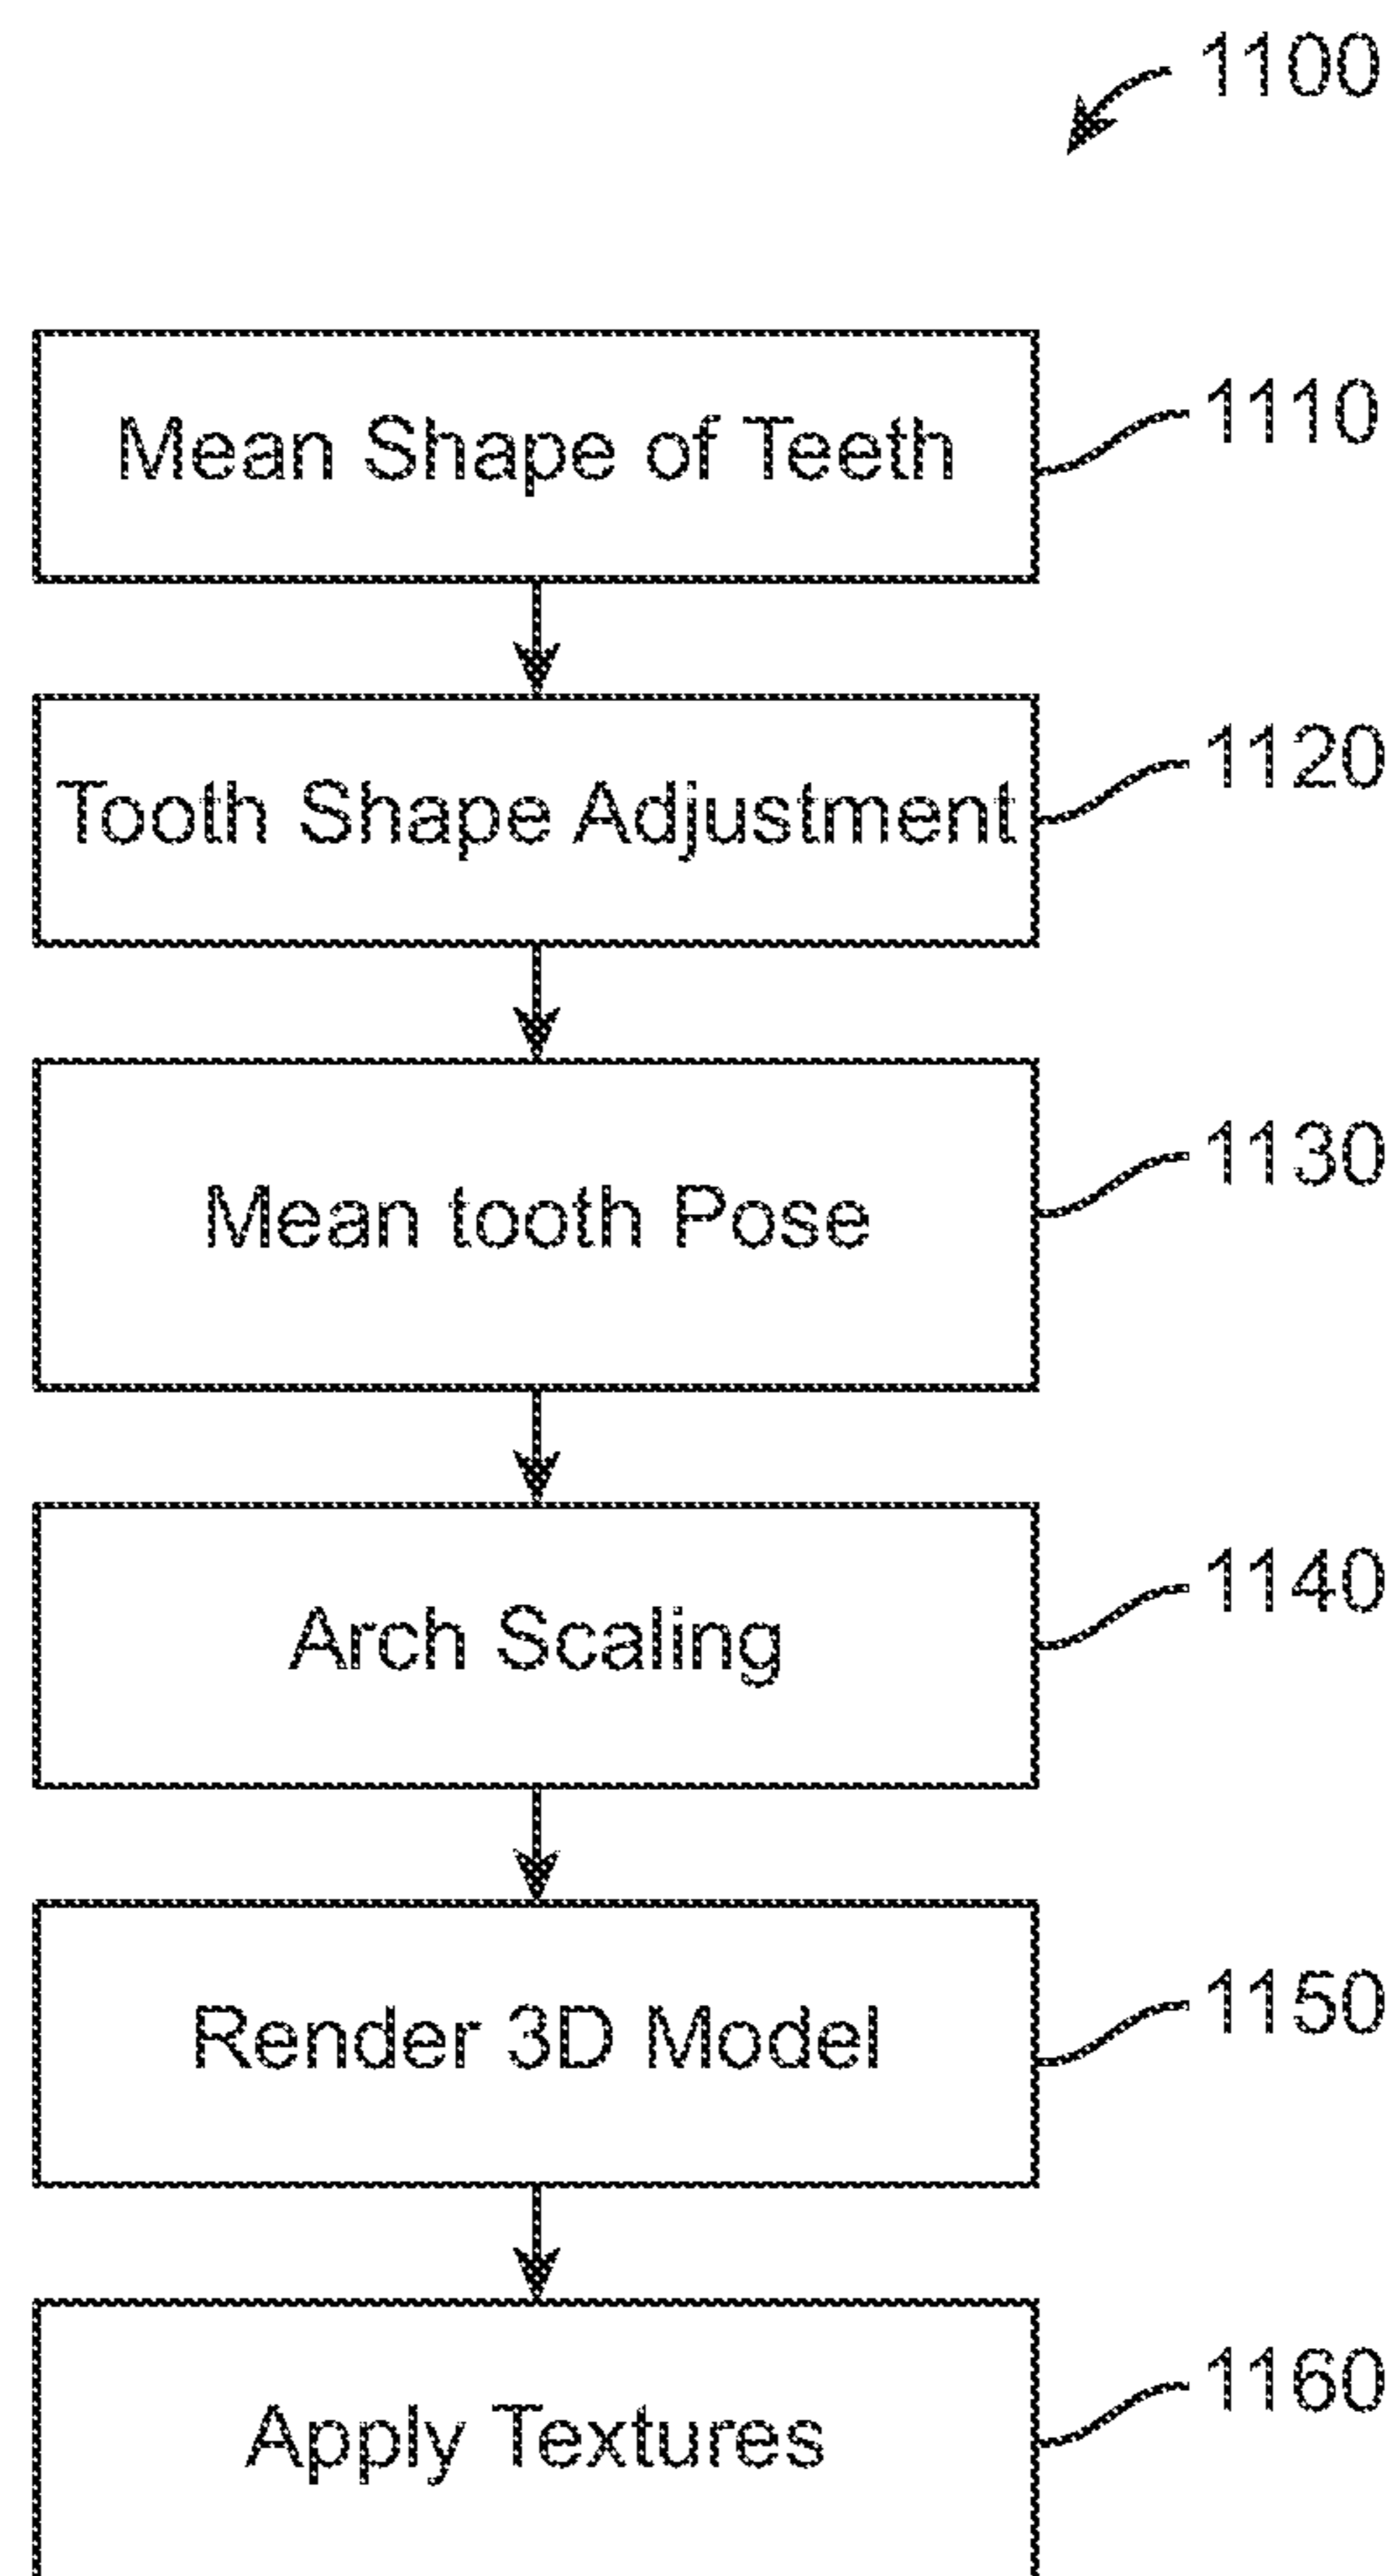 1100
Mean Shape of Teeth
1110
Tooth Shape Adjustment
1120
Mean tooth Pose
1130
Arch Scaling
1140
Render 3D Model
1150
Apply Textures
1160